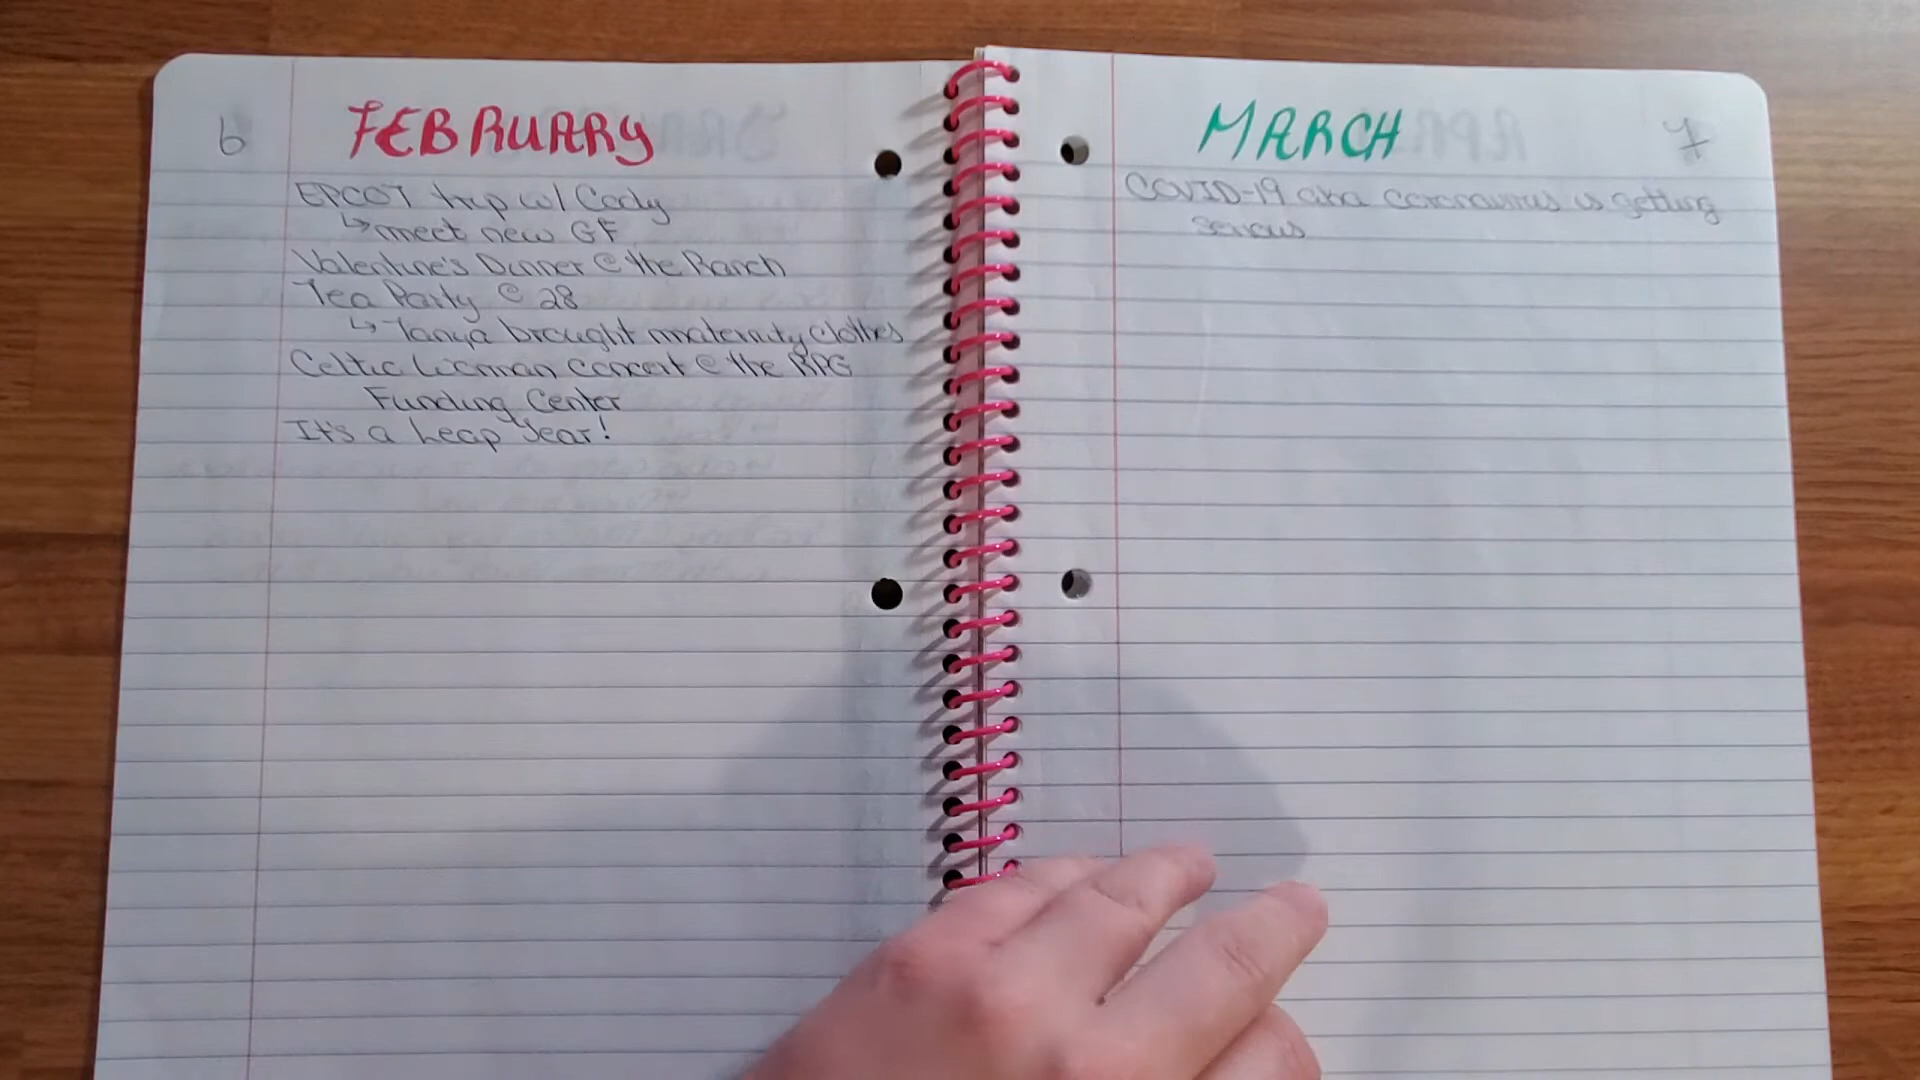 6
FEBRUARY
EPCOT trip w/ Cody
↳ meet new GF
Valentine's Dinner @ the Ranch
Tea Party @ 28
↳ Tanya brought maternity clothes
Celtic Woman concert @ the RPG
Funding Center
It's a Leap Year!
MARCH
7
COVID-19 aka coronavirus is getting
serious